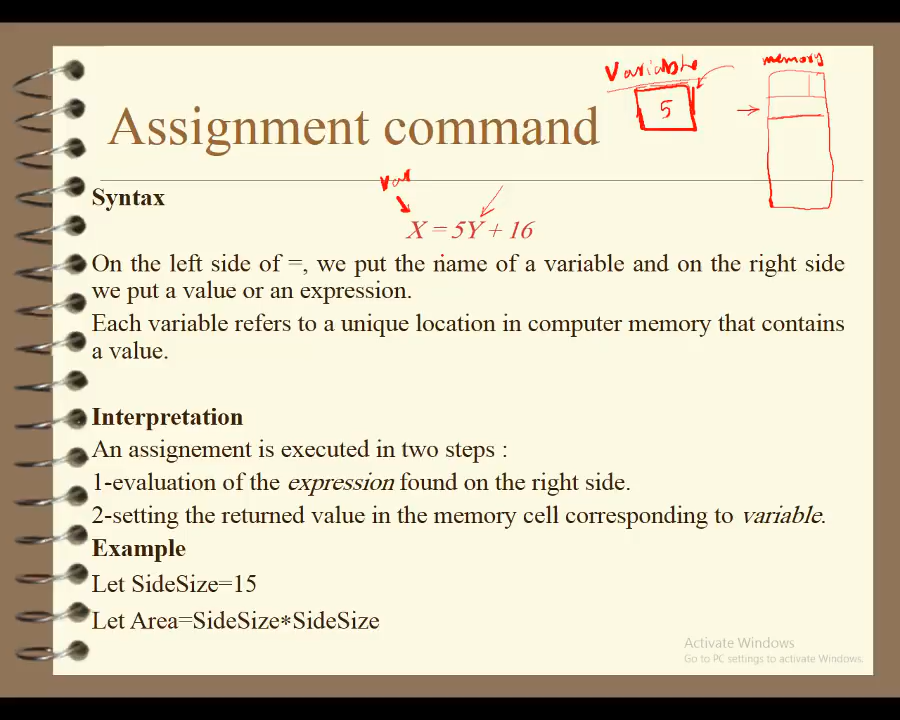 Variable
memory
5
Assignment command
var
Syntax
X = 5Y + 16
On the left side of =, we put the name of a variable and on the right side
we put a value or an expression.
Each variable refers to a unique location in computer memory that contains
a value.
Interpretation
An assignement is executed in two steps :
1-evaluation of the expression found on the right side.
2-setting the returned value in the memory cell corresponding to variable.
Example
Let SideSize=15
Let Area=SideSize*SideSize
Activate Windows
Go to PC settings to activate Windows.